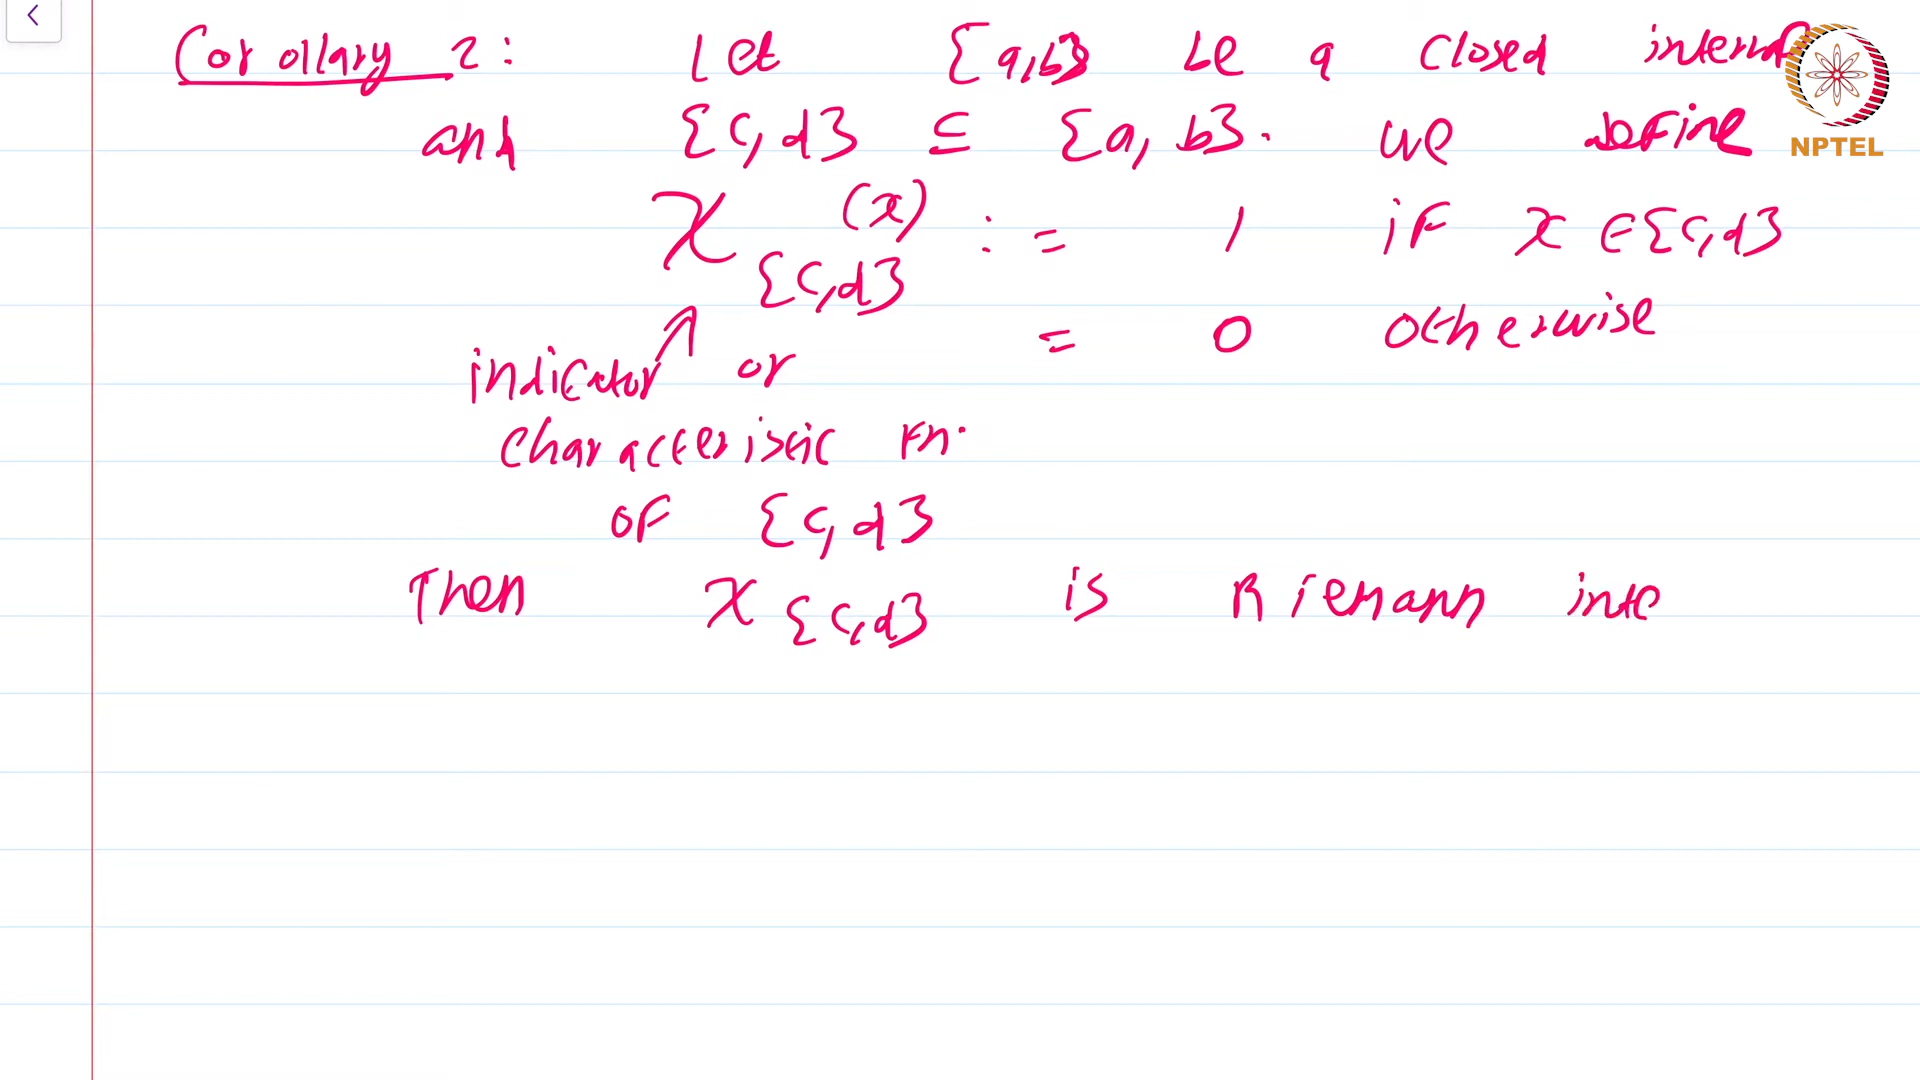 Corollary 2: Let [a,b] be a closed interval
and [c,d] ⊆ [a,b]. We define
χ[c,d](x) := 1 if x ∈ [c,d]
= 0 otherwise
indicator or
characteristic fn.
of [c,d]
Then χ[c,d] is Riemann inte
NPTEL